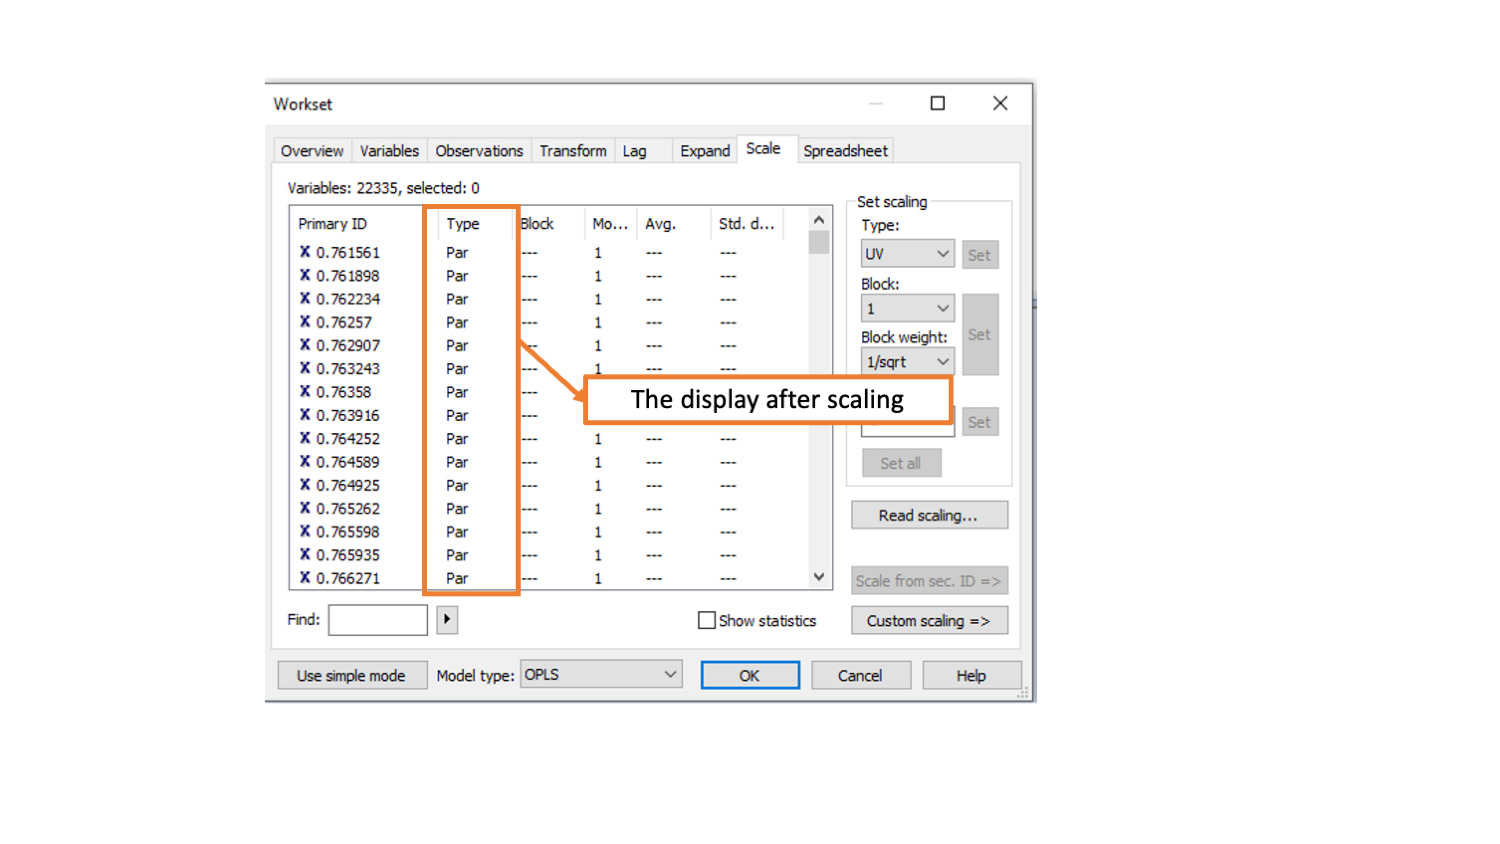 Workset
Overview Variables Observations Transform Lag Expand Scale Spreadsheet
Variables: 22335, selected: 0
Primary ID Type Block Mo... Avg. Std. d...
X 0.761561 Par --- 1 --- ---
X 0.761898 Par --- 1 --- ---
X 0.762234 Par --- 1 --- ---
X 0.76257 Par --- 1 --- ---
X 0.762907 Par --- 1 --- ---
X 0.763243 Par --- 1 --- ---
X 0.76358 Par ---
X 0.763916 Par ---
X 0.764252 Par --- 1 --- ---
X 0.764589 Par --- 1 --- ---
X 0.764925 Par --- 1 --- ---
X 0.765262 Par --- 1 --- ---
X 0.765598 Par --- 1 --- ---
X 0.765935 Par --- 1 --- ---
X 0.766271 Par --- 1 --- ---
The display after scaling
Set scaling
Type:
UV Set
Block:
1
Set
Block weight:
1/sqrt
Set
Set all
Read scaling...
Scale from sec. ID =>
Custom scaling =>
Find: Show statistics
Use simple mode Model type: OPLS OK Cancel Help